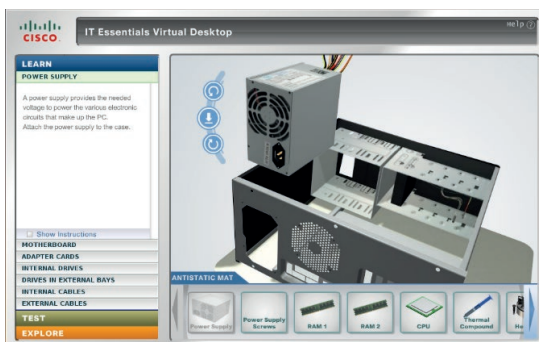 CISCO
IT Essentials Virtual Desktop
Help ?
LEARN
POWER SUPPLY
A power supply provides the needed
voltage to power the various electronic
circuits that make up the PC.
Attach the power supply to the case.
Show Instructions
MOTHERBOARD
ADAPTER CARDS
INTERNAL DRIVES
DRIVES IN EXTERNAL BAYS
INTERNAL CABLES
EXTERNAL CABLES
TEST
EXPLORE
ANTISTATIC MAT
Power Supply
Power Supply
Screws
RAM 1
RAM 2
CPU
Thermal
Compound